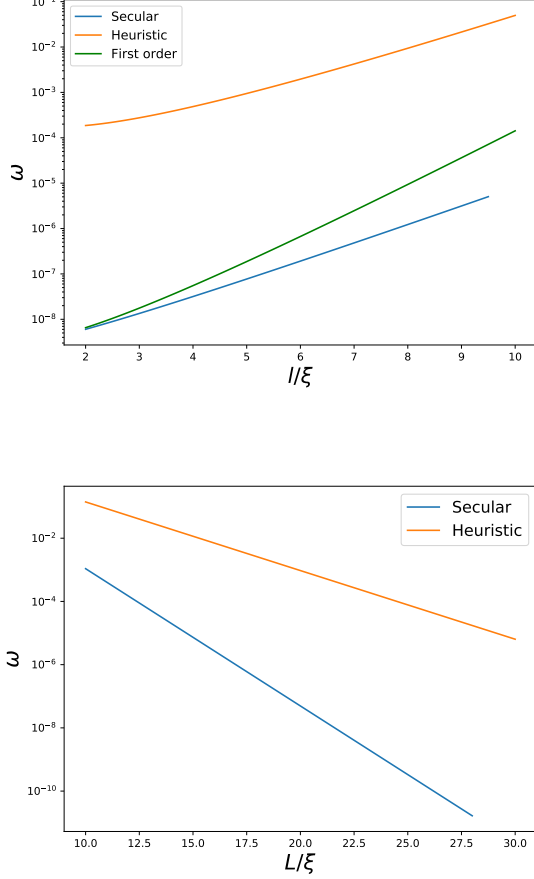 10⁻¹
Secular
Heuristic
First order
10⁻²
10⁻³
10⁻⁴
10⁻⁵
10⁻⁶
10⁻⁷
10⁻⁸
ω
2 3 4 5 6 7 8 9 10
l/ξ
Secular
Heuristic
10⁻²
10⁻⁴
10⁻⁶
10⁻⁸
10⁻¹⁰
ω
10.0 12.5 15.0 17.5 20.0 22.5 25.0 27.5 30.0
L/ξ